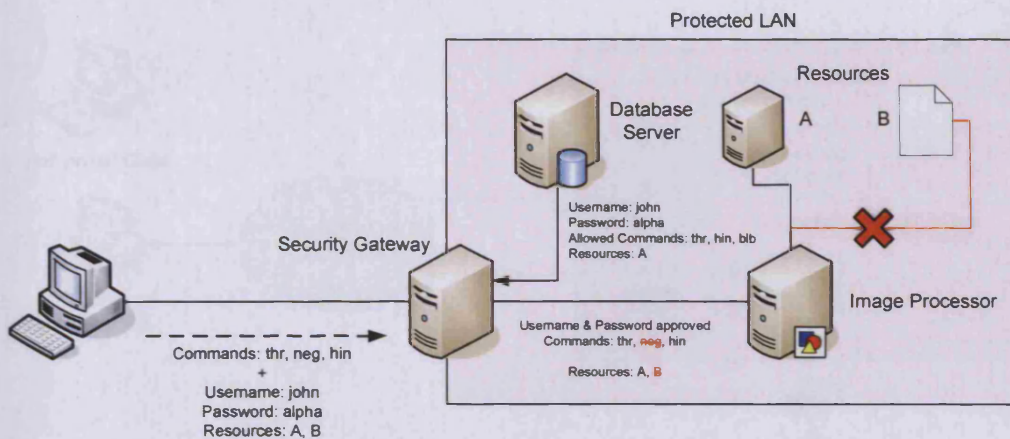 Protected LAN
Resources
A
B
Database
Server
Username: john
Password: alpha
Allowed Commands: thr, hin, blb
Resources: A
Security Gateway
Image Processor
Username & Password approved
Commands: thr, neg, hin
Resources: A, B
Commands: thr, neg, hin
+
Username: john
Password: alpha
Resources: A, B